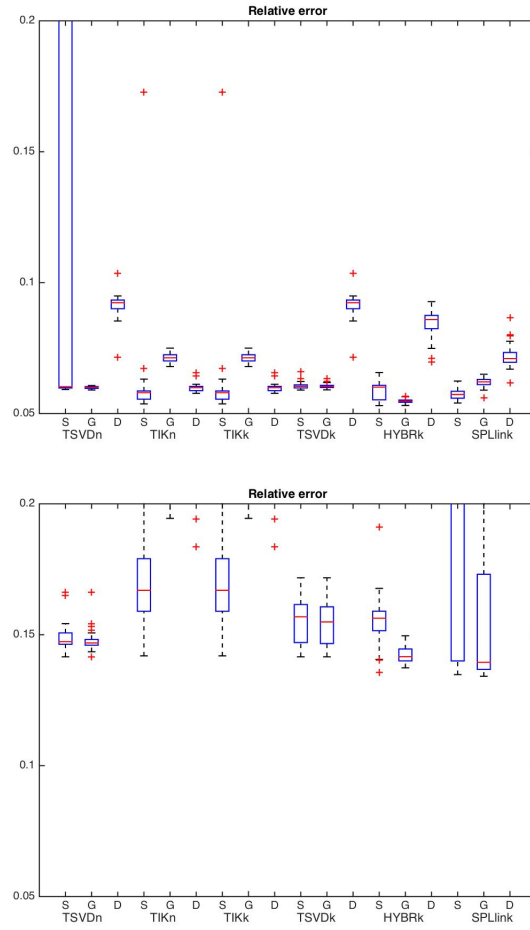 Relative error
0.2
0.15
0.1
0.05
S G D S G D S G D S G D S G D S G D
TSVDn TIKn TIKk TSVDk HYBRk SPLlink
Relative error
0.2
0.15
0.1
0.05
S G D S G D S G D S G D S G D S G D
TSVDn TIKn TIKk TSVDk HYBRk SPLlink